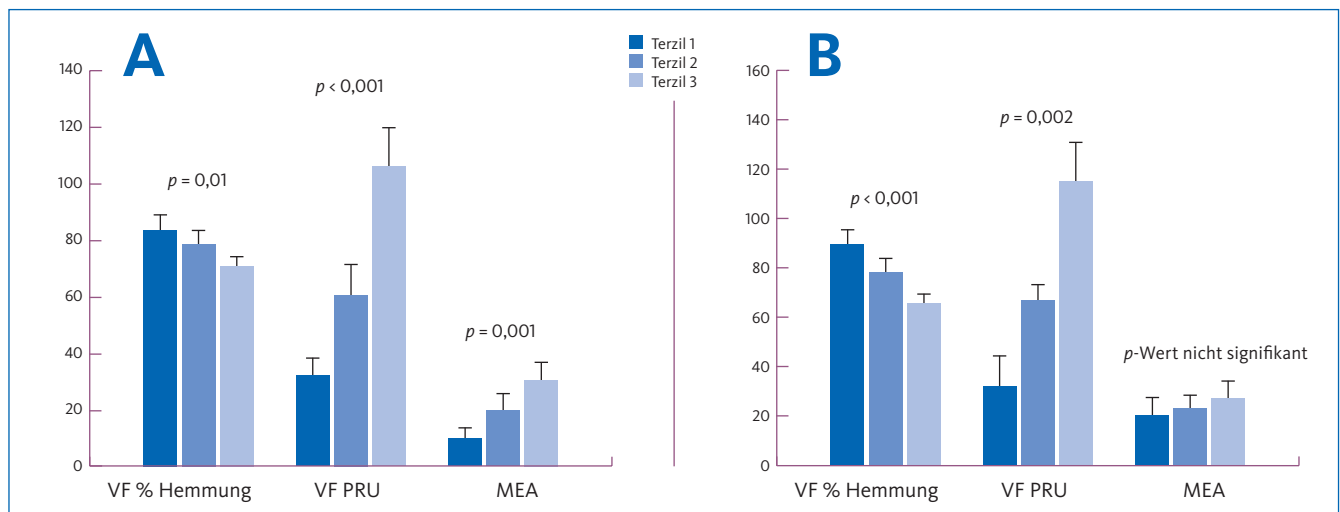 A
Terzil 1
Terzil 2
Terzil 3
140
120
100
80
60
40
20
0
p = 0,01
p < 0,001
p = 0,001
VF % Hemmung
VF PRU
MEA
B
160
140
120
100
80
60
40
20
0
p < 0,001
p = 0,002
p-Wert nicht signifikant
VF % Hemmung
VF PRU
MEA